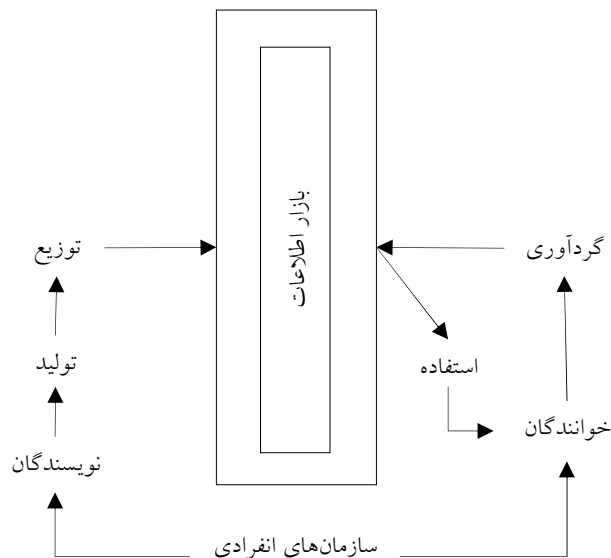 بازار اطلاعات
گردآوری
توزیع
استفاده
تولید
خوانندگان
نویسندگان
سازمان‌های انفرادی